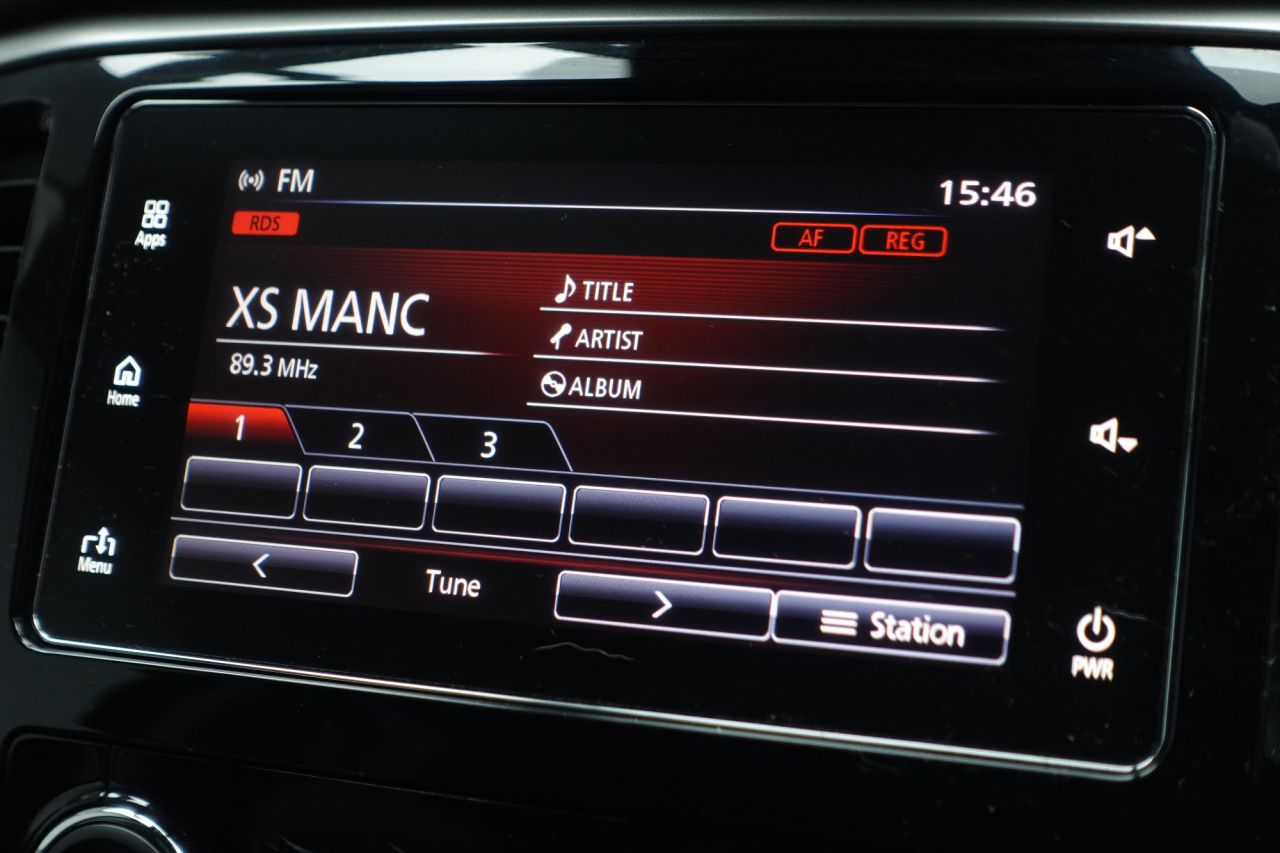 FM
15:46
RDS
AF
REG
Apps
XS MANC
89.3 MHz
TITLE
ARTIST
ALBUM
Home
1
2
3
Menu
<
Tune
>
Station
PWR